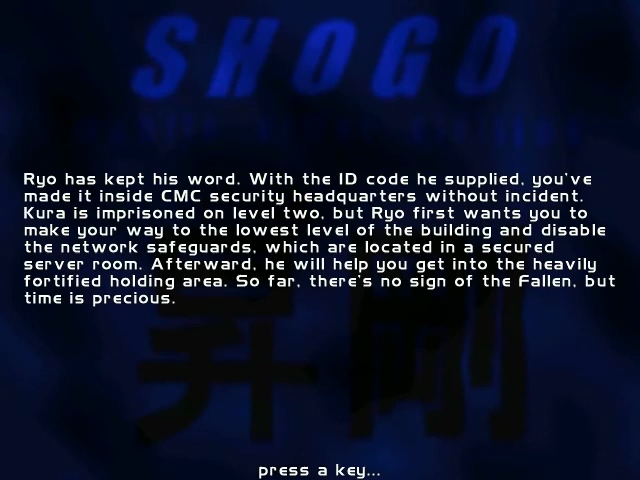 SHOGO
Ryo has kept his word. With the ID code he supplied, you've
made it inside CMC security headquarters without incident.
Kura is imprisoned on level two, but Ryo first wants you to
make your way to the lowest level of the building and disable
the network safeguards, which are located in a secured
server room. Afterward, he will help you get into the heavily
fortified holding area. So far, there's no sign of the Fallen, but
time is precious.
昇剛
press a key...